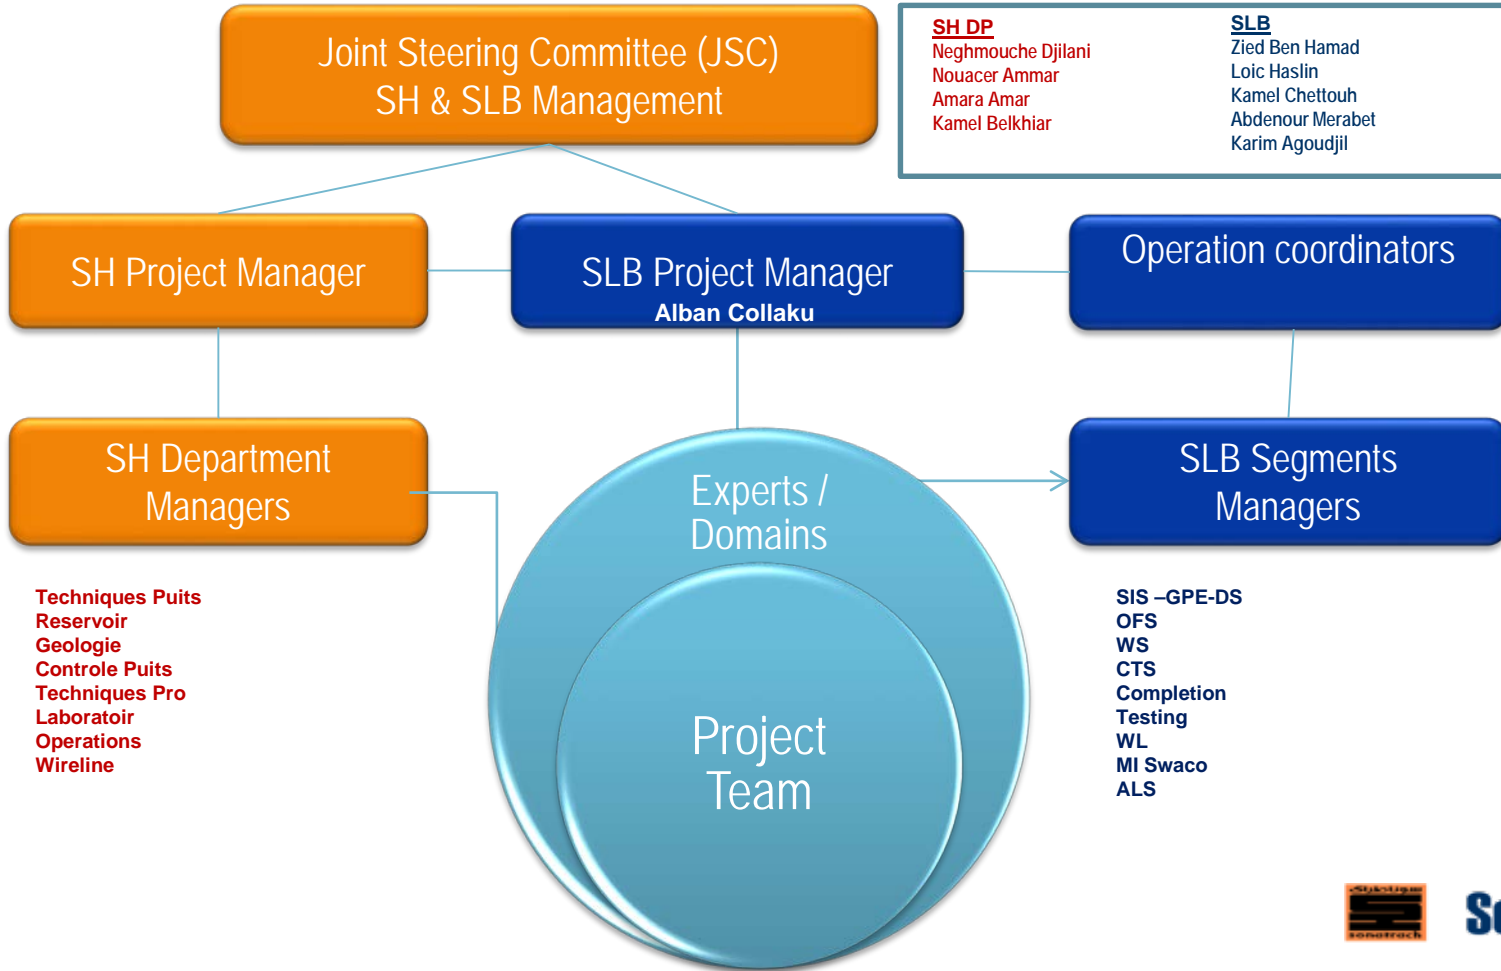 Joint Steering Committee (JSC)
SH & SLB Management
SH DP
Neghmouche Djilani
Nouacer Ammar
Amara Amar
Kamel Belkhiar
SLB
Zied Ben Hamad
Loic Haslin
Kamel Chettouh
Abdenour Merabet
Karim Agoudjil
SH Project Manager
SLB Project Manager
Alban Collaku
Operation coordinators
SH Department
Managers
Experts /
Domains
SLB Segments
Managers
Techniques Puits
Reservoir
Geologie
Controle Puits
Techniques Pro
Laboratoir
Operations
Wireline
Project
Team
SIS –GPE-DS
OFS
WS
CTS
Completion
Testing
WL
MI Swaco
ALS
sonatrach